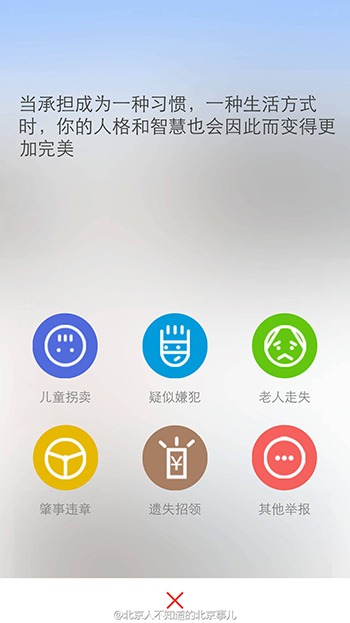 当承担成为一种习惯，一种生活方式
时，你的人格和智慧也会因此而变得更
加完美
儿童拐卖
疑似嫌犯
老人走失
肇事违章
¥
遗失招领
其他举报
@北京人不知道的北京事儿